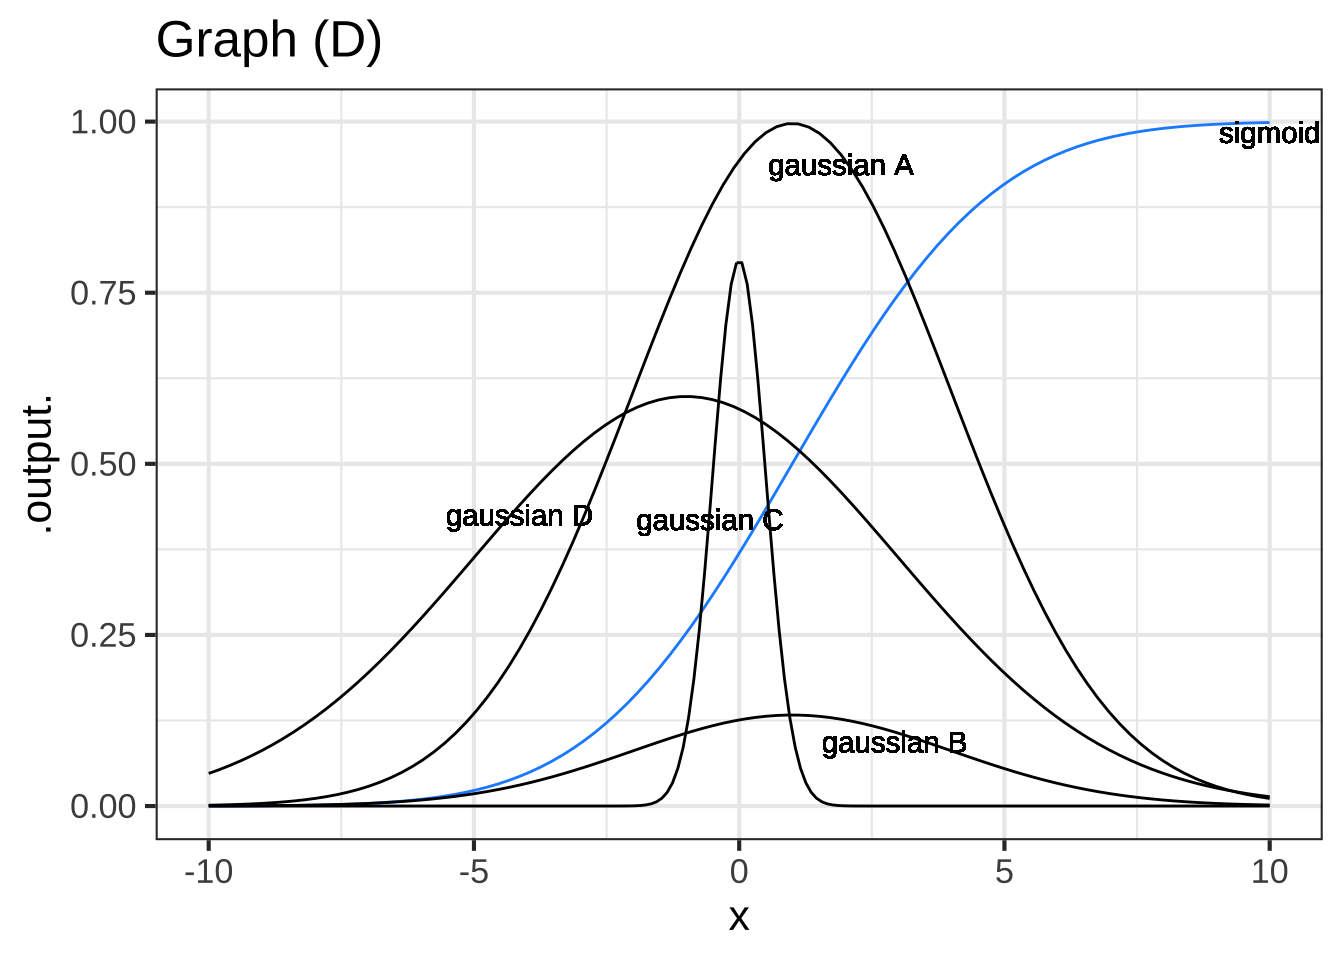 Graph (D)
1.00
0.75
0.50
0.25
0.00
.output.
sigmoid
gaussian A
gaussian D
gaussian C
gaussian B
-10
-5
0
5
10
x